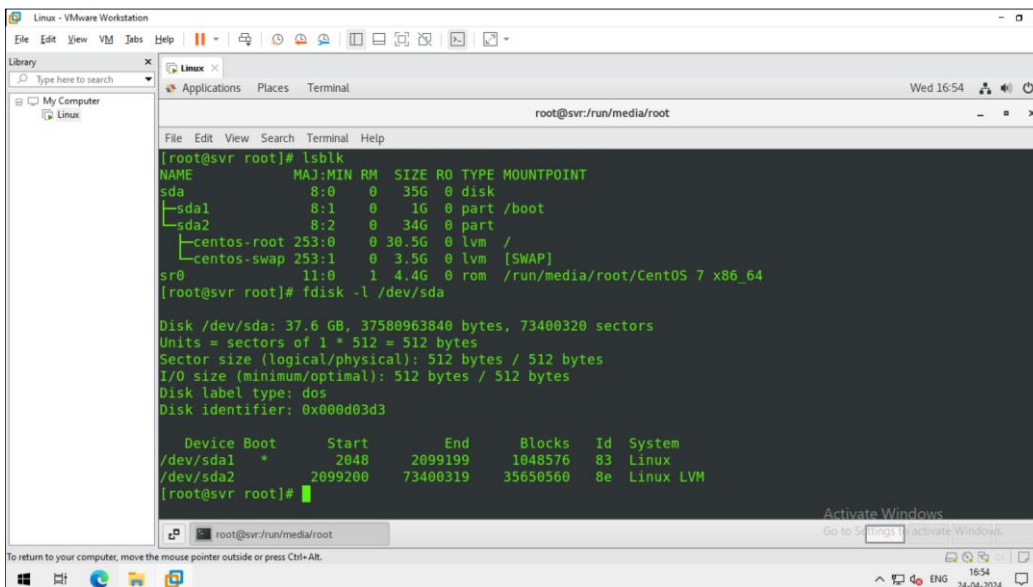 Linux - VMware Workstation
File Edit View VM Tabs Help
Library
Type here to search
My Computer
Linux
Linux
Applications Places Terminal Wed 16:54
root@svr:/run/media/root
File Edit View Search Terminal Help
[root@svr root]# lsblk
NAME MAJ:MIN RM SIZE RO TYPE MOUNTPOINT
sda 8:0 0 35G 0 disk
├─sda1 8:1 0 1G 0 part /boot
└─sda2 8:2 0 34G 0 part
├─centos-root 253:0 0 30.5G 0 lvm /
└─centos-swap 253:1 0 3.5G 0 lvm [SWAP]
sr0 11:0 1 4.4G 0 rom /run/media/root/CentOS 7 x86_64
[root@svr root]# fdisk -l /dev/sda
Disk /dev/sda: 37.6 GB, 37580963840 bytes, 73400320 sectors
Units = sectors of 1 * 512 = 512 bytes
Sector size (logical/physical): 512 bytes / 512 bytes
I/O size (minimum/optimal): 512 bytes / 512 bytes
Disk label type: dos
Disk identifier: 0x000d03d3
Device Boot Start End Blocks Id System
/dev/sda1 * 2048 2099199 1048576 83 Linux
/dev/sda2 2099200 73400319 35650560 8e Linux LVM
[root@svr root]#
Activate Windows
Go to Settings to activate Windows.
root@svr:/run/media/root
To return to your computer, move the mouse pointer outside or press Ctrl+Alt.
ENG
16:54
24-04-2024